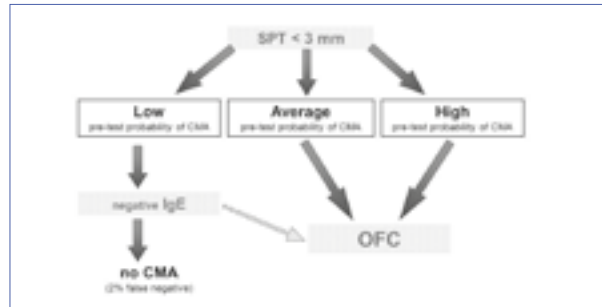 SPT < 3 mm
Low
pre-test probability of CMA
Average
pre-test probability of CMA
High
pre-test probability of CMA
negative IgE
OFC
no CMA
(2% false negative)